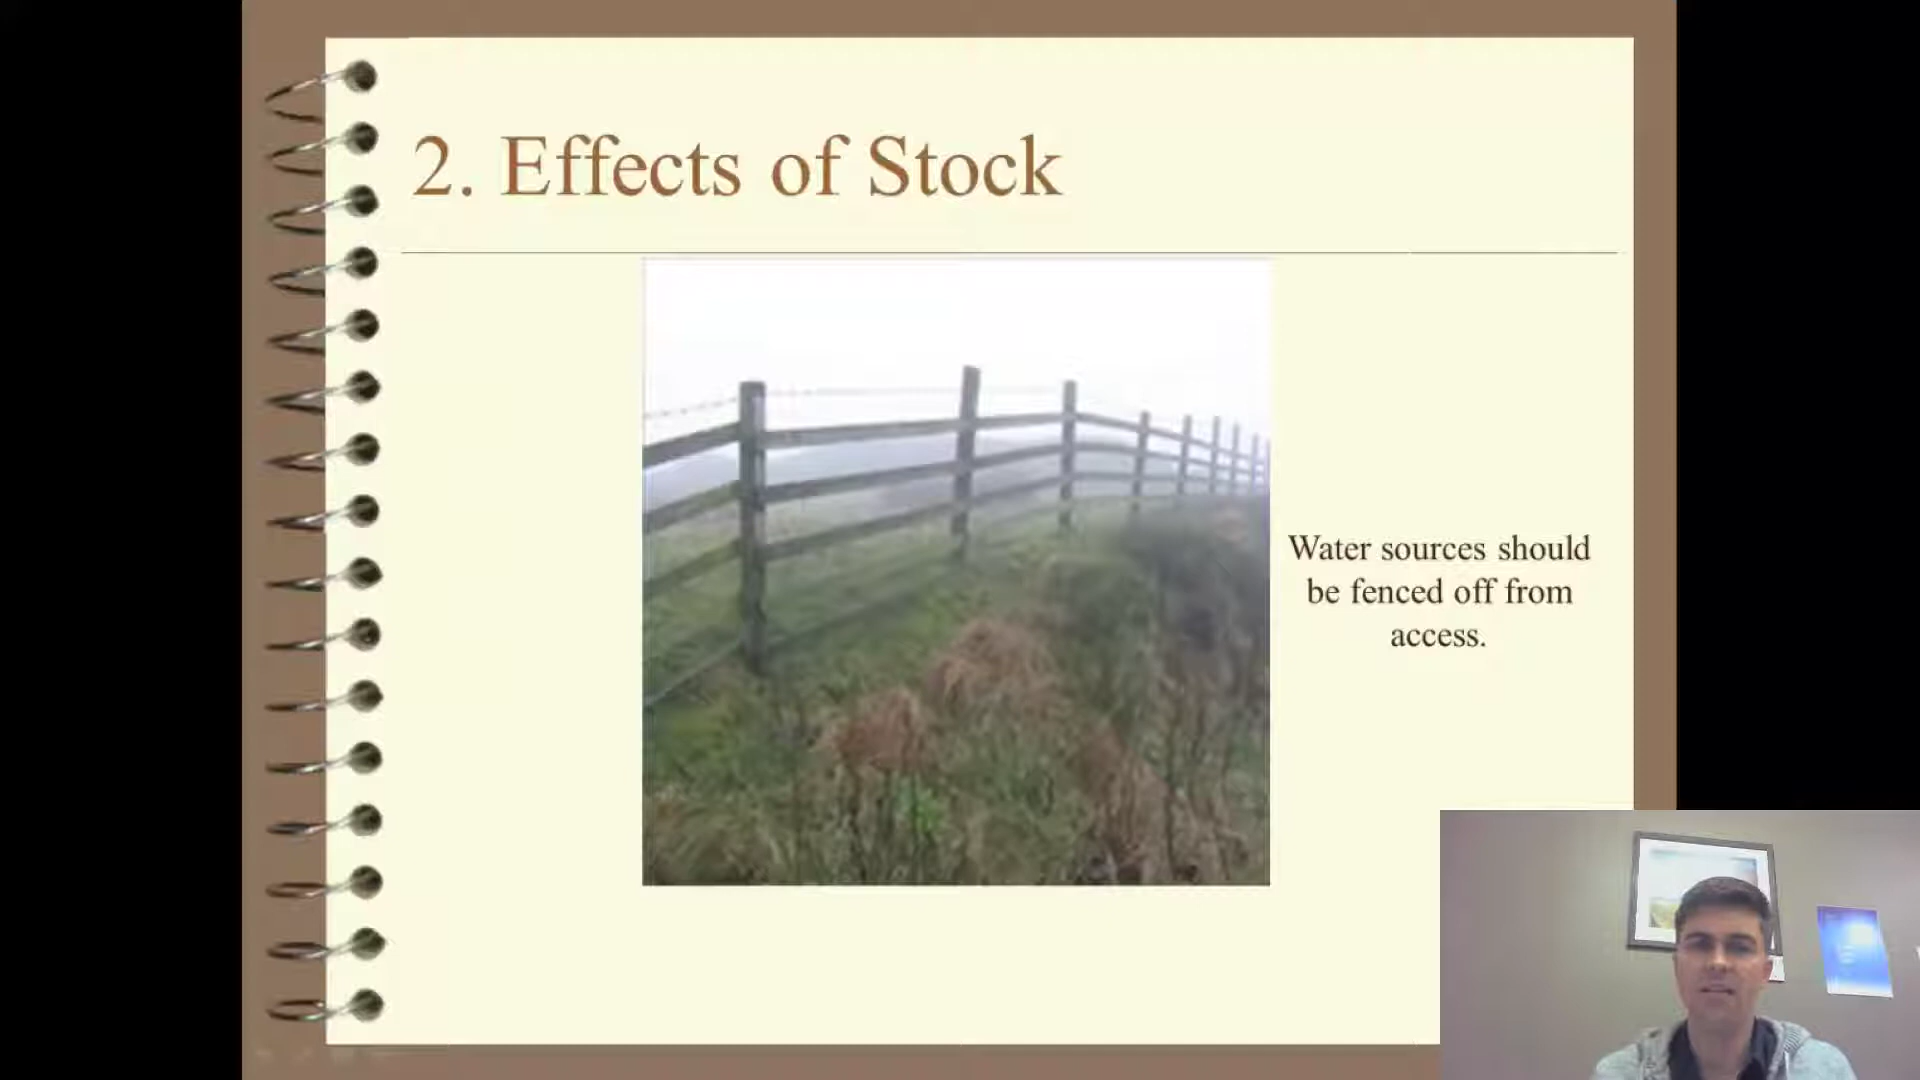 2. Effects of Stock
Water sources should
be fenced off from
access.